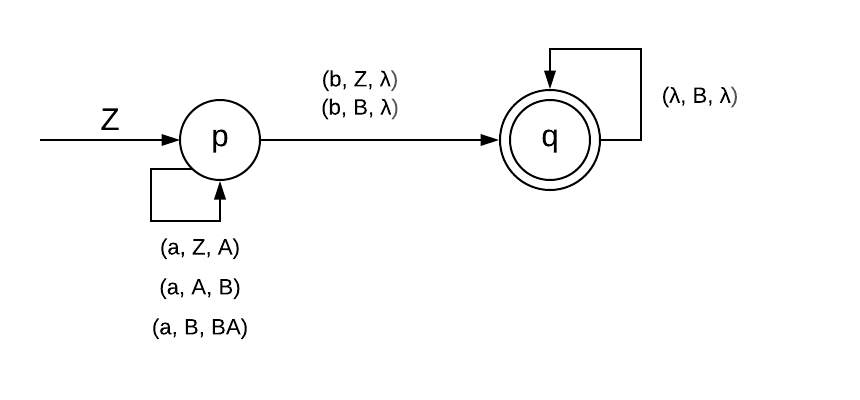 (b, Z, λ)
(b, B, λ)
(λ, B, λ)
Z
p
q
(a, Z, A)
(a, A, B)
(a, B, BA)